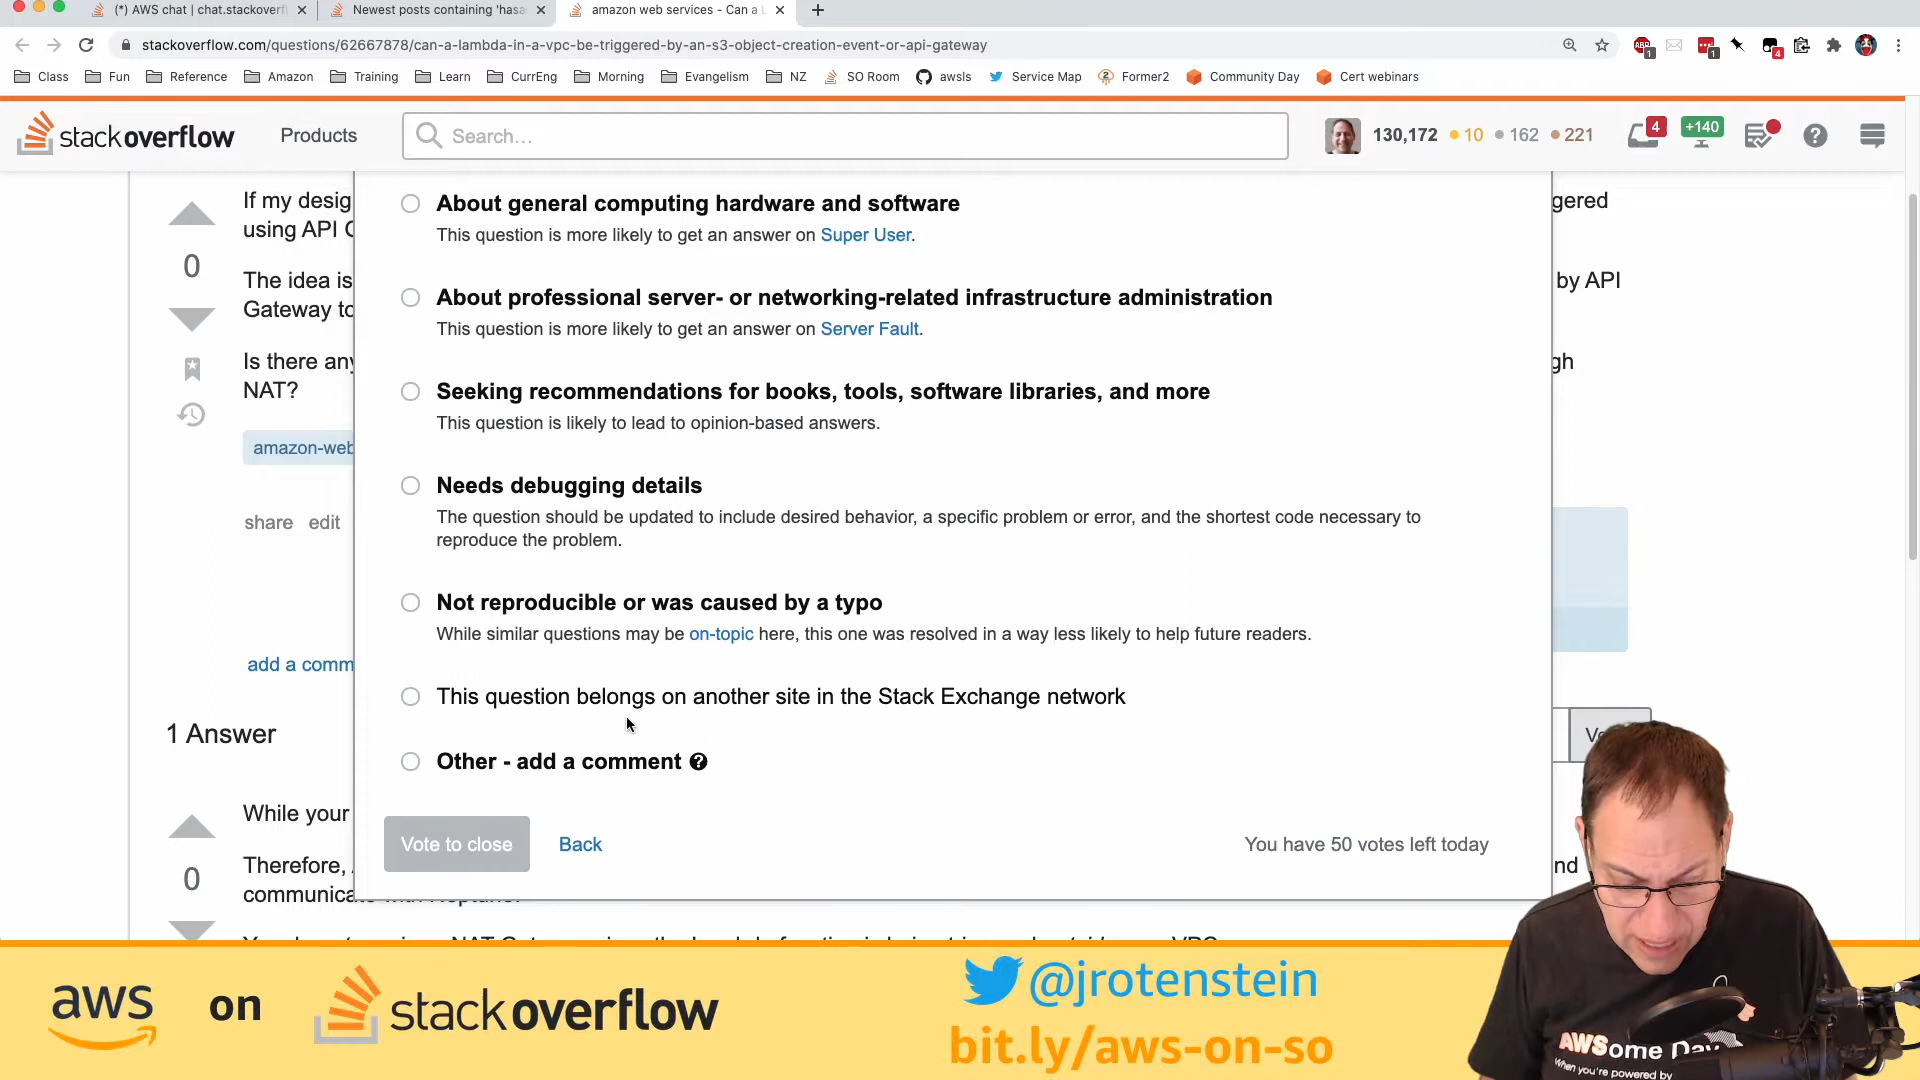 (*) AWS chat | chat.stackoverfl
Newest posts containing 'hasa
amazon web services - Can a L
stackoverflow.com/questions/62667878/can-a-lambda-in-a-vpc-be-triggered-by-an-s3-object-creation-event-or-api-gateway
Class Fun Reference Amazon Training Learn CurrEng Morning Evangelism NZ SO Room awsls Service Map Former2 Community Day Cert webinars
stackoverflow Products Search... 130,172 10 162 221 4 +140
If my desig
gered
using API G
0
The idea is
by API
Gateway to
Is there any
gh
NAT?
amazon-web
share edit
add a comm
1 Answer
While your
0
Therefore,
nd
communicate with Neptune.
About general computing hardware and software
This question is more likely to get an answer on Super User.
About professional server- or networking-related infrastructure administration
This question is more likely to get an answer on Server Fault.
Seeking recommendations for books, tools, software libraries, and more
This question is likely to lead to opinion-based answers.
Needs debugging details
The question should be updated to include desired behavior, a specific problem or error, and the shortest code necessary to
reproduce the problem.
Not reproducible or was caused by a typo
While similar questions may be on-topic here, this one was resolved in a way less likely to help future readers.
This question belongs on another site in the Stack Exchange network
Other - add a comment
Vote to close Back You have 50 votes left today
aws on stackoverflow
@jrotenstein
bit.ly/aws-on-so
AWSome Day
When you're powered by